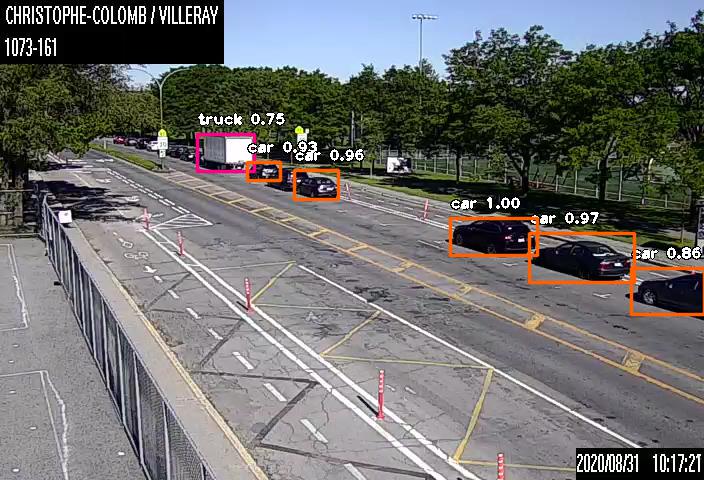 CHRISTOPHE-COLOMB / VILLERAY
1073-161
truck 0.75
car 0.93
car 0.96
car 1.00
car 0.97
car 0.86
2020/08/31 10:17:21